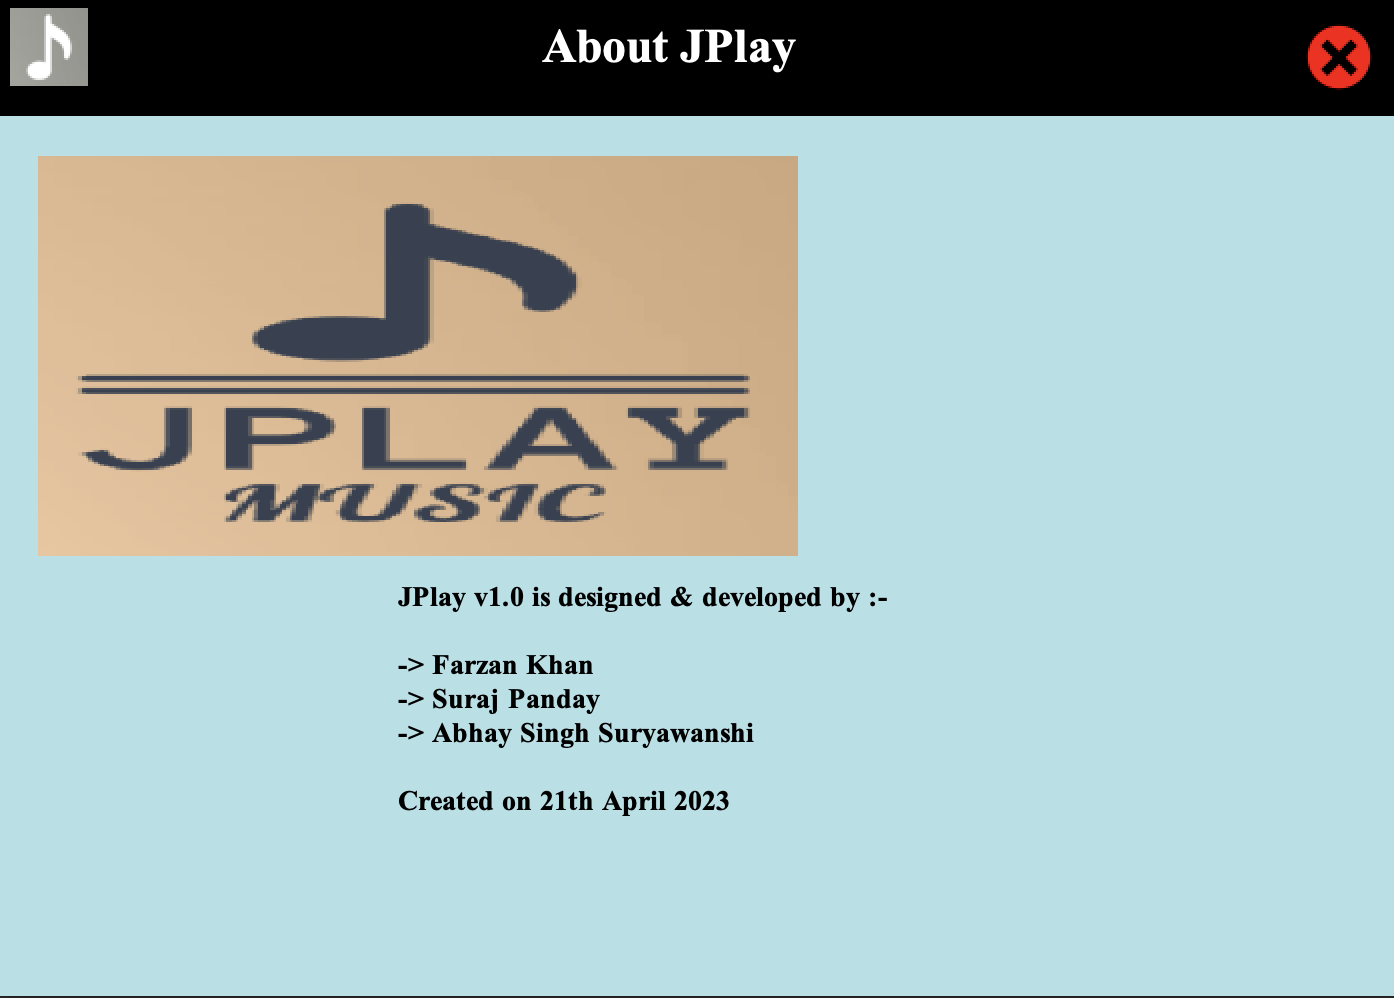 About JPlay
JPLAY
MUSIC
JPlay v1.0 is designed & developed by :-
-> Farzan Khan
-> Suraj Panday
-> Abhay Singh Suryawanshi
Created on 21th April 2023